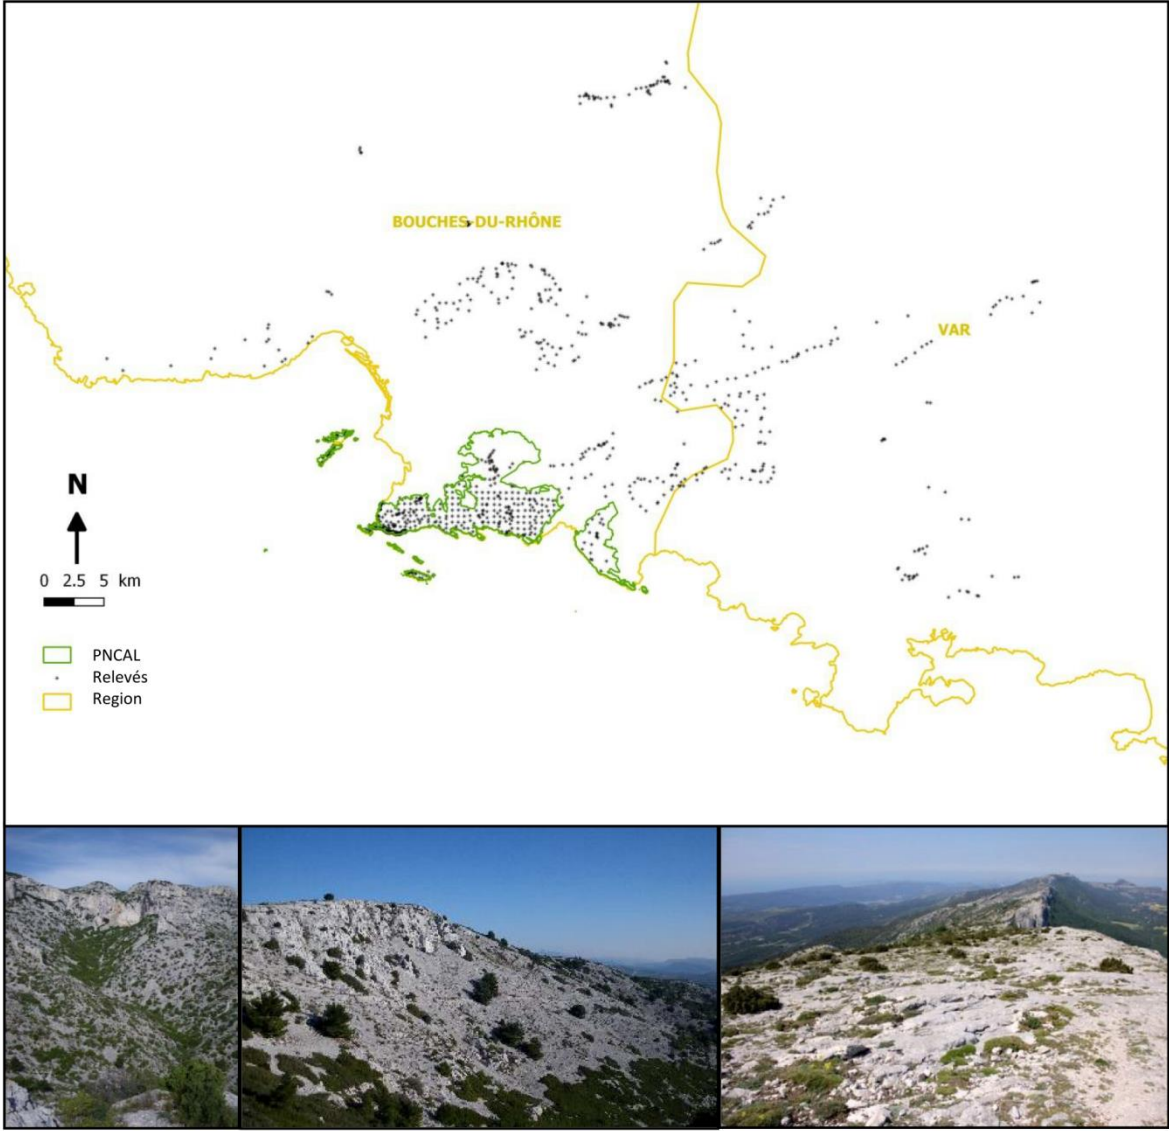 BOUCHES-DU-RHÔNE
VAR
N
0 2.5 5 km
PNCAL
Relevés
Region